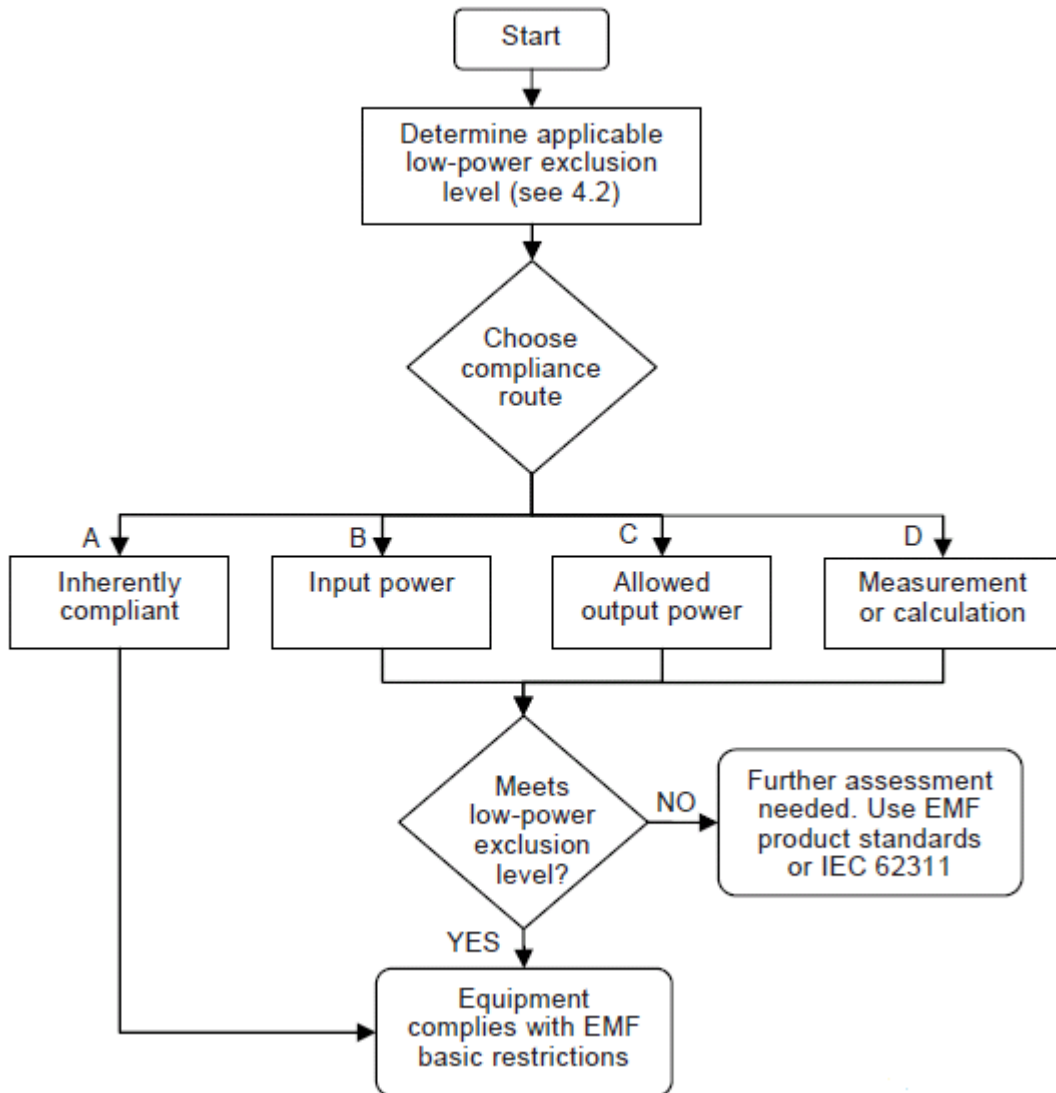 Start
Determine applicable
low-power exclusion
level (see 4.2)
Choose
compliance
route
A
B
C
D
Inherently
compliant
Input power
Allowed
output power
Measurement
or calculation
Meets
low-power
exclusion
level?
NO
Further assessment
needed. Use EMF
product standards
or IEC 62311
YES
Equipment
complies with EMF
basic restrictions